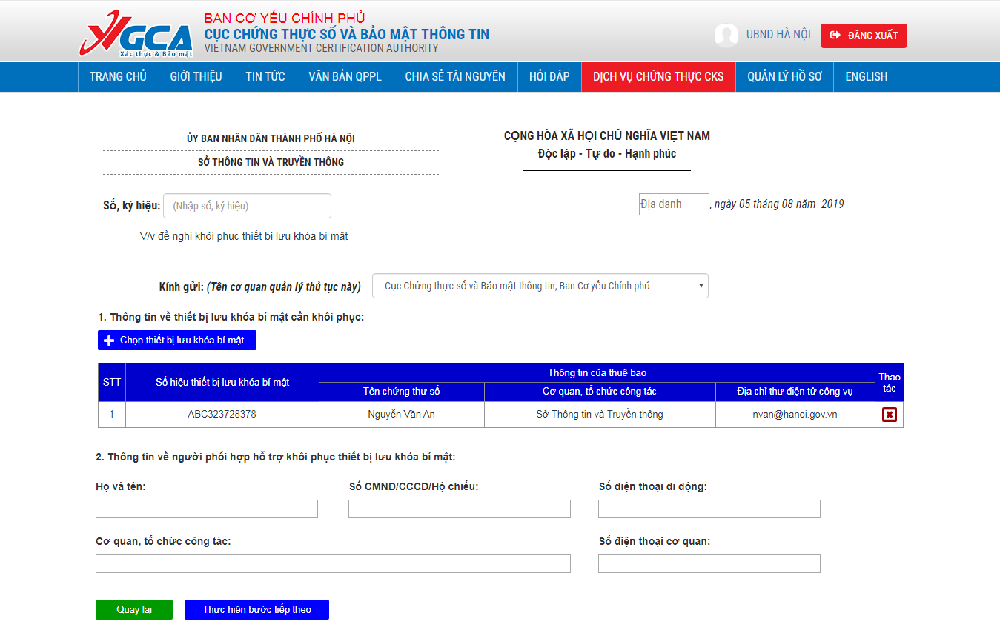 VGCA
Xác thực & Bảo mật
BAN CƠ YẾU CHÍNH PHỦ
CỤC CHỨNG THỰC SỐ VÀ BẢO MẬT THÔNG TIN
VIETNAM GOVERNMENT CERTIFICATION AUTHORITY
UBND HÀ NỘI
ĐĂNG XUẤT
TRANG CHỦ GIỚI THIỆU TIN TỨC VĂN BẢN QPPL CHIA SẺ TÀI NGUYÊN HỎI ĐÁP DỊCH VỤ CHỨNG THỰC CKS QUẢN LÝ HỒ SƠ ENGLISH
ỦY BAN NHÂN DÂN THÀNH PHỐ HÀ NỘI
SỞ THÔNG TIN VÀ TRUYỀN THÔNG
CỘNG HÒA XÃ HỘI CHỦ NGHĨA VIỆT NAM
Độc lập - Tự do - Hạnh phúc
Số, ký hiệu: (Nhập số, ký hiệu)
Địa danh , ngày 05 tháng 08 năm 2019
V/v đề nghị khôi phục thiết bị lưu khóa bí mật
Kính gửi: (Tên cơ quan quản lý thủ tục này) Cục Chứng thực số và Bảo mật thông tin, Ban Cơ yếu Chính phủ
1. Thông tin về thiết bị lưu khóa bí mật cần khôi phục:
Chọn thiết bị lưu khóa bí mật
STT Số hiệu thiết bị lưu khóa bí mật Thông tin của thuê bao Thao tác
Tên chứng thư số Cơ quan, tổ chức công tác Địa chỉ thư điện tử công vụ
1 ABC323728378 Nguyễn Văn An Sở Thông tin và Truyền thông nvan@hanoi.gov.vn
2. Thông tin về người phối hợp hỗ trợ khôi phục thiết bị lưu khóa bí mật:
Họ và tên: Số CMND/CCCD/Hộ chiếu: Số điện thoại di động:
Cơ quan, tổ chức công tác: Số điện thoại cơ quan:
Quay lại Thực hiện bước tiếp theo